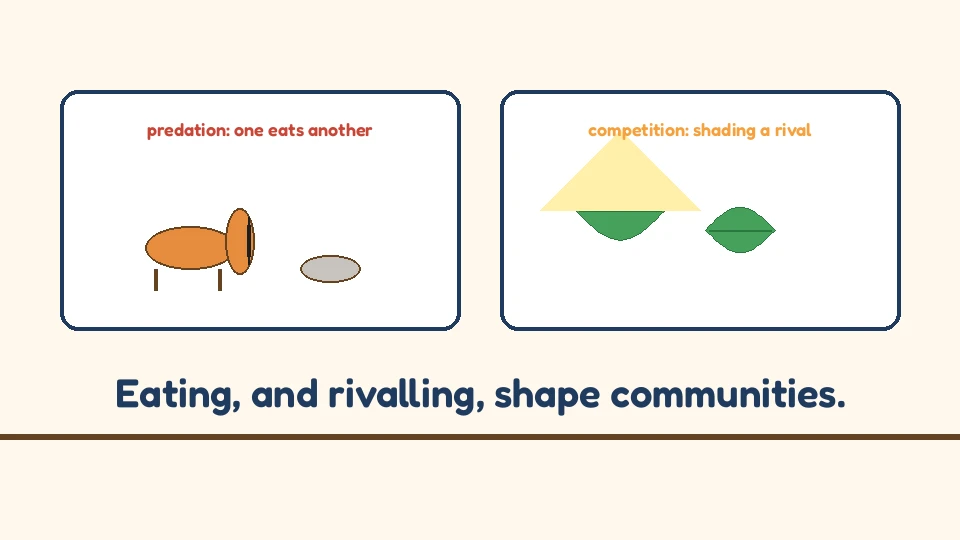 predation: one eats another
competition: shading a rival
Eating, and rivalling, shape communities.